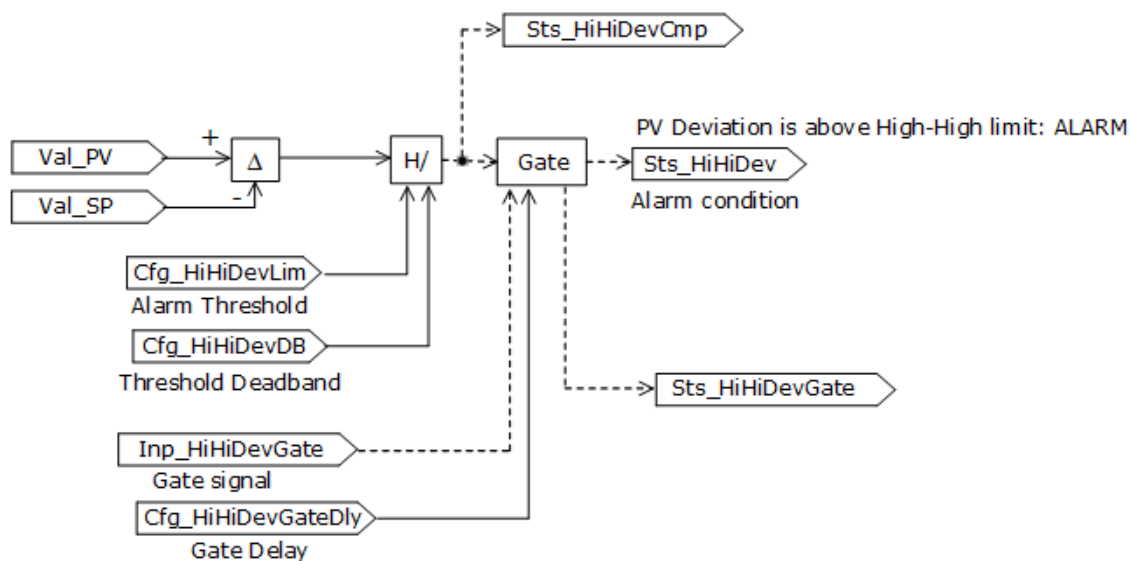 Sts_HiHiDevCmp
PV Deviation is above High-High limit: ALARM
+
Val_PV
Δ
H/
Gate
Sts_HiHiDev
Val_SP
-
Alarm condition
Cfg_HiHiDevLim
Alarm Threshold
Cfg_HiHiDevDB
Threshold Deadband
Sts_HiHiDevGate
Inp_HiHiDevGate
Gate signal
Cfg_HiHiDevGateDly
Gate Delay